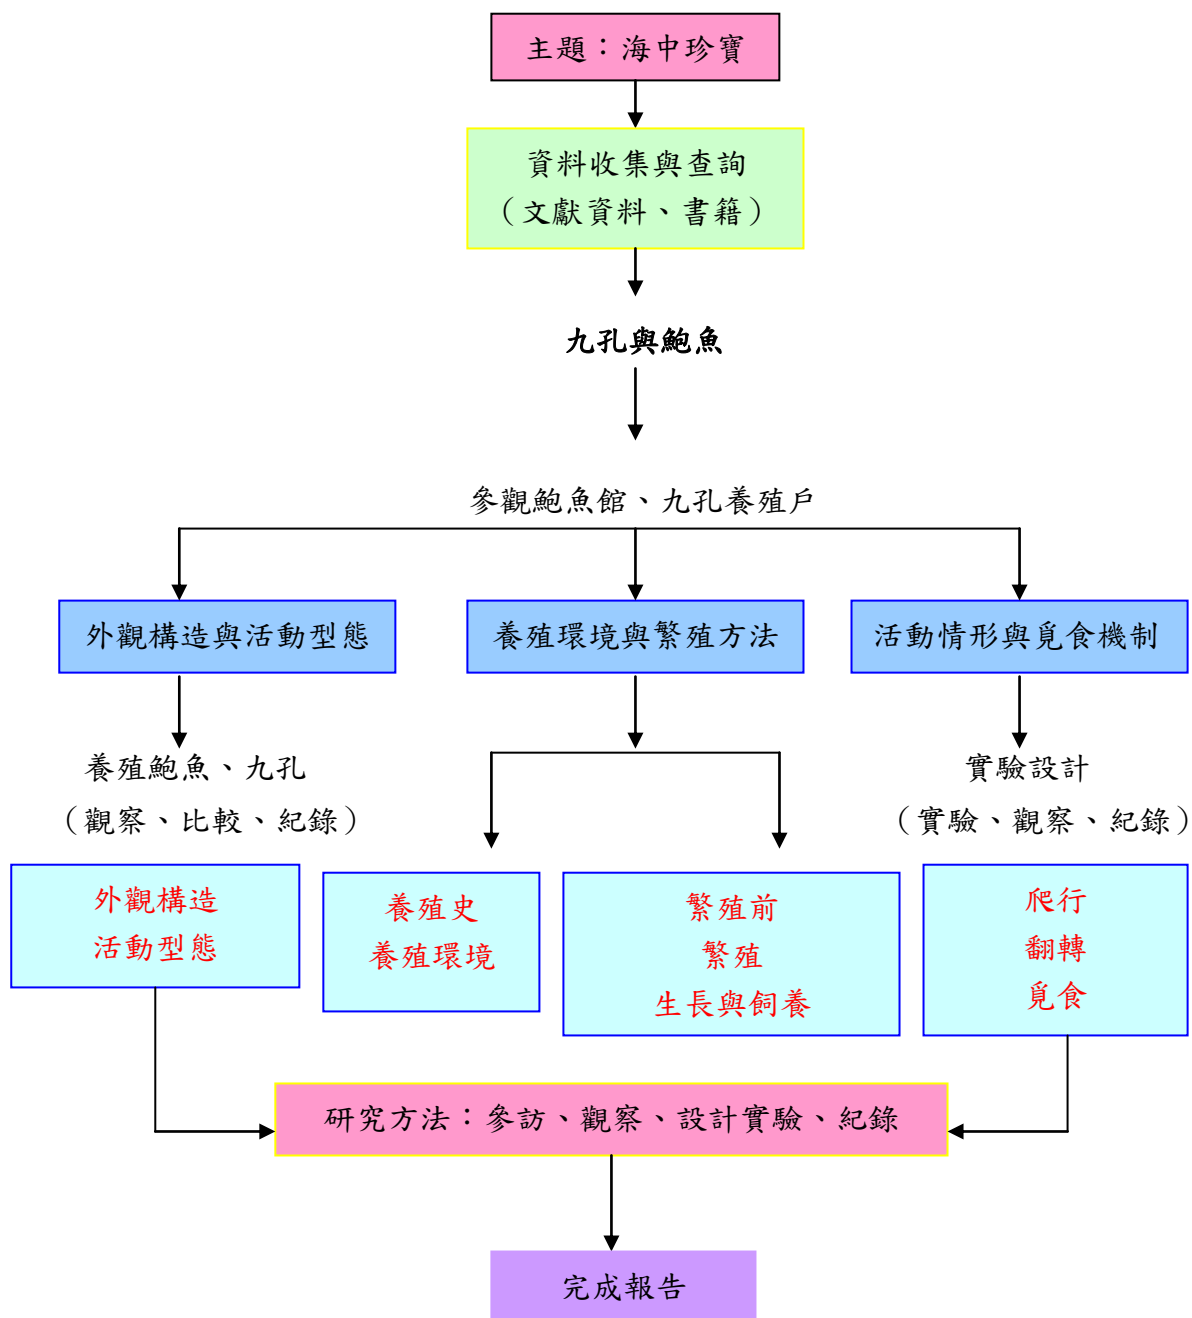 主題：海中珍寶
資料收集與查詢
（文獻資料、書籍）
九孔與鮑魚
參觀鮑魚館、九孔養殖戶
外觀構造與活動型態
養殖環境與繁殖方法
活動情形與覓食機制
養殖鮑魚、九孔
（觀察、比較、紀錄）
實驗設計
（實驗、觀察、紀錄）
外觀構造
活動型態
養殖史
養殖環境
繁殖前
繁殖
生長與飼養
爬行
翻轉
覓食
研究方法：參訪、觀察、設計實驗、紀錄
完成報告